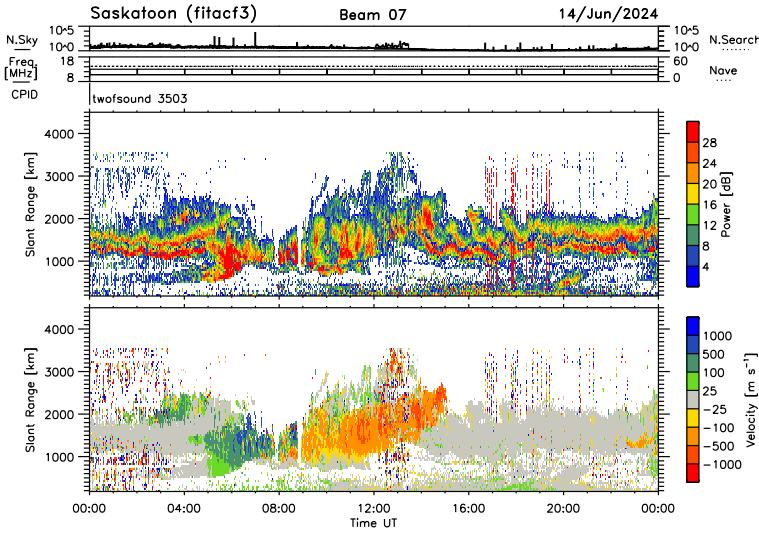 Saskatoon (fitacf3) Beam 07 14/Jun/2024
N.Sky 10^5 10^0 10^5 10^0 N.Search
Freq. [MHz] 18 8 60 0 Nave
CPID twofsound 3503
Slant Range [km] 4000 3000 2000 1000
Power [dB] 28 24 20 16 12 8 4
Slant Range [km] 4000 3000 2000 1000
Velocity [m s⁻¹] 1000 500 100 25 −25 −100 −500 −1000
00:00 04:00 08:00 12:00 16:00 20:00 00:00
Time UT